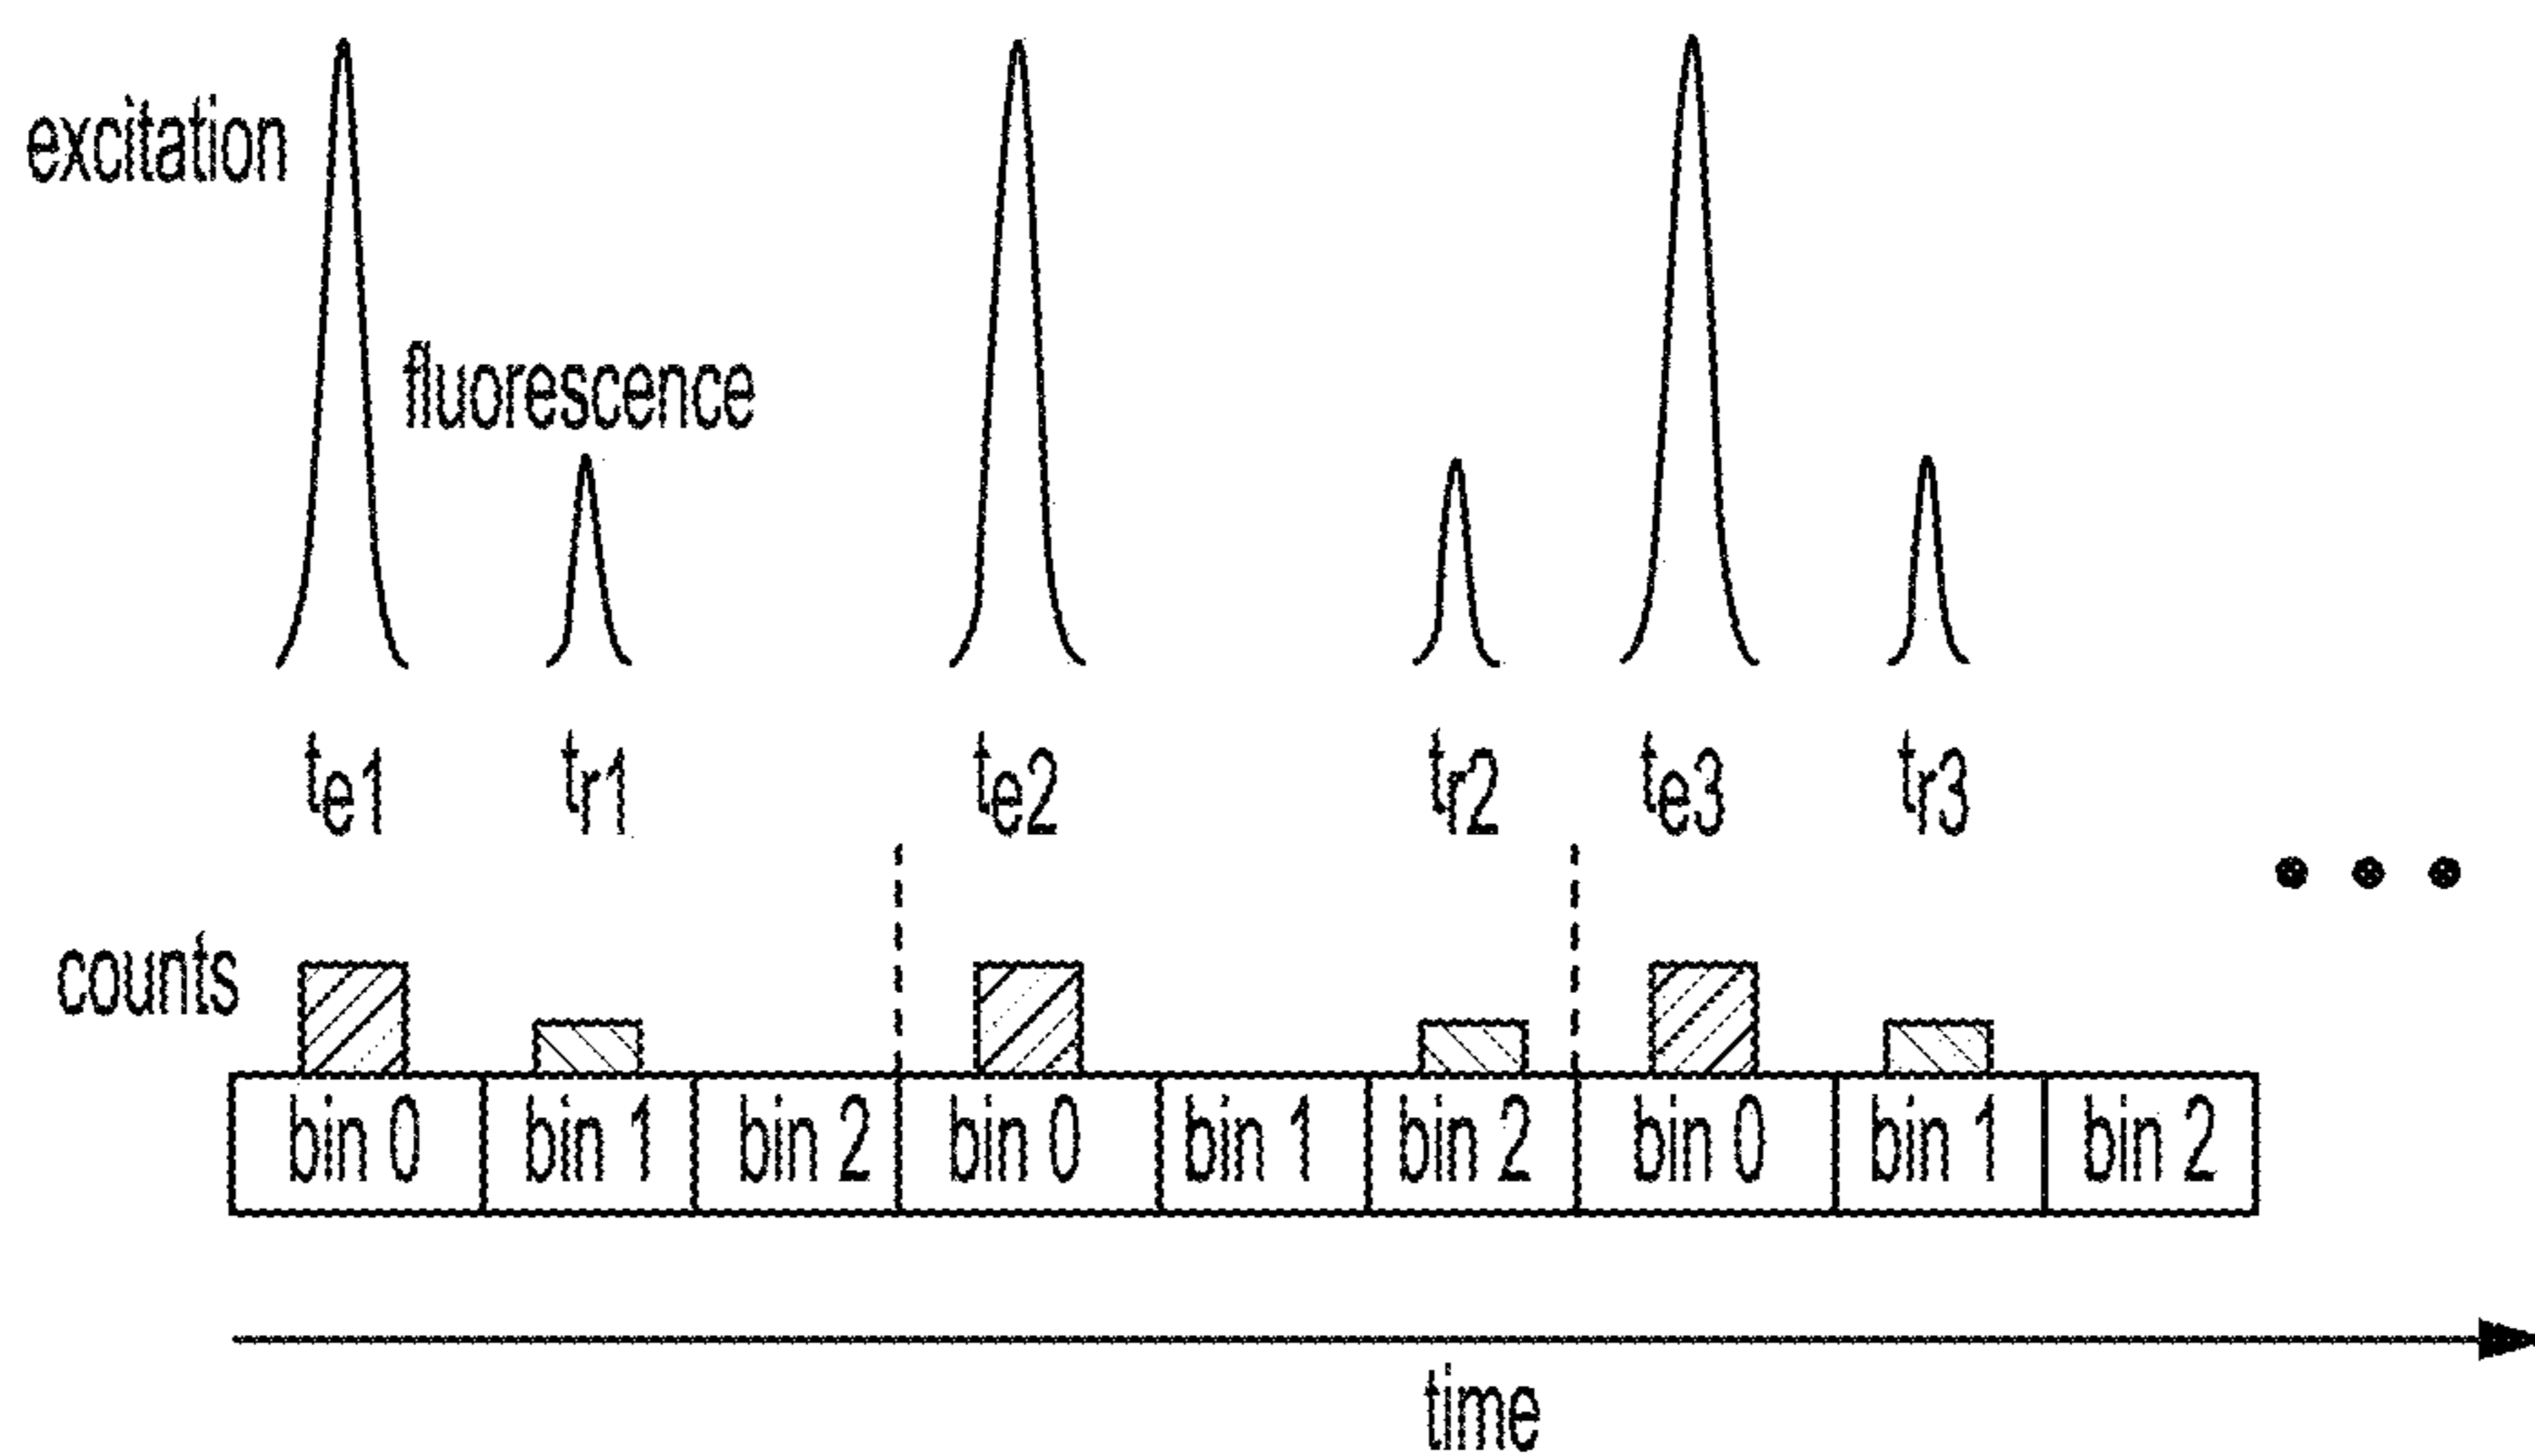 excitation
fluorescence
te1 tr1 te2 tr2 te3 tr3
counts
bin 0 bin 1 bin 2 bin 0 bin 1 bin 2 bin 0 bin 1 bin 2
time